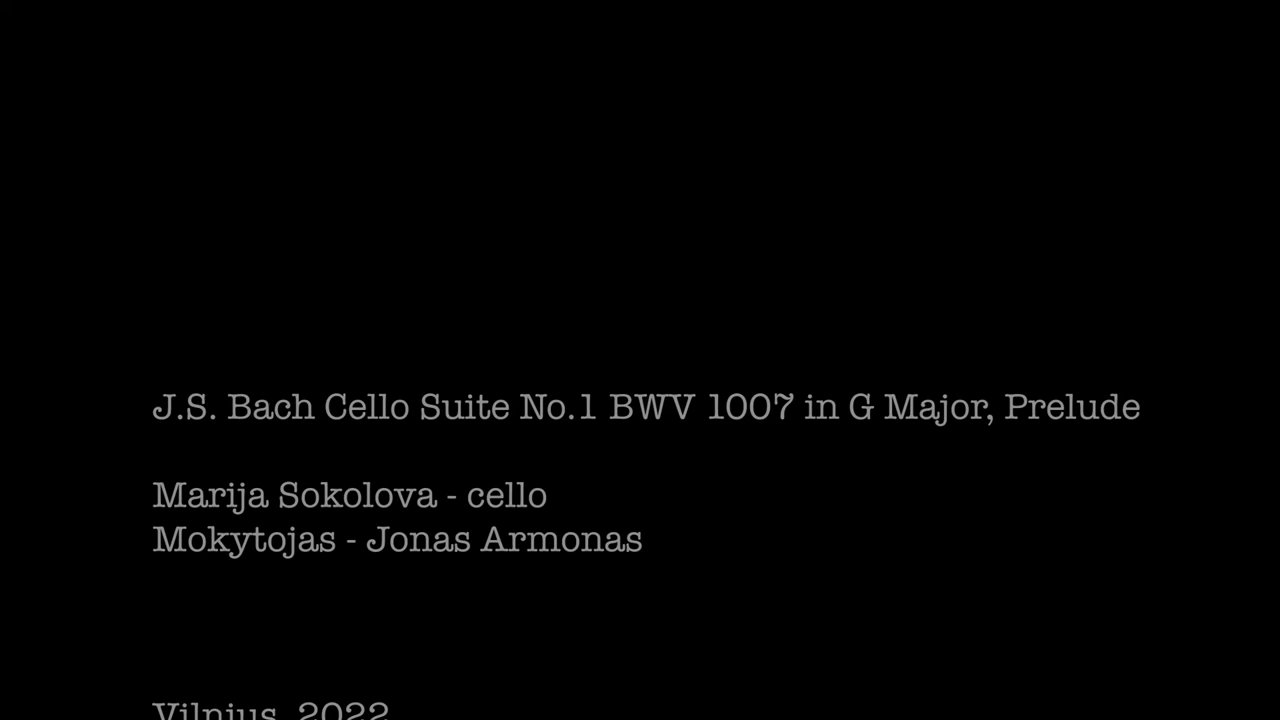 J.S. Bach Cello Suite No.1 BWV 1007 in G Major, Prelude
Marija Sokolova - cello
Mokytojas - Jonas Armonas
Vilnius, 2022